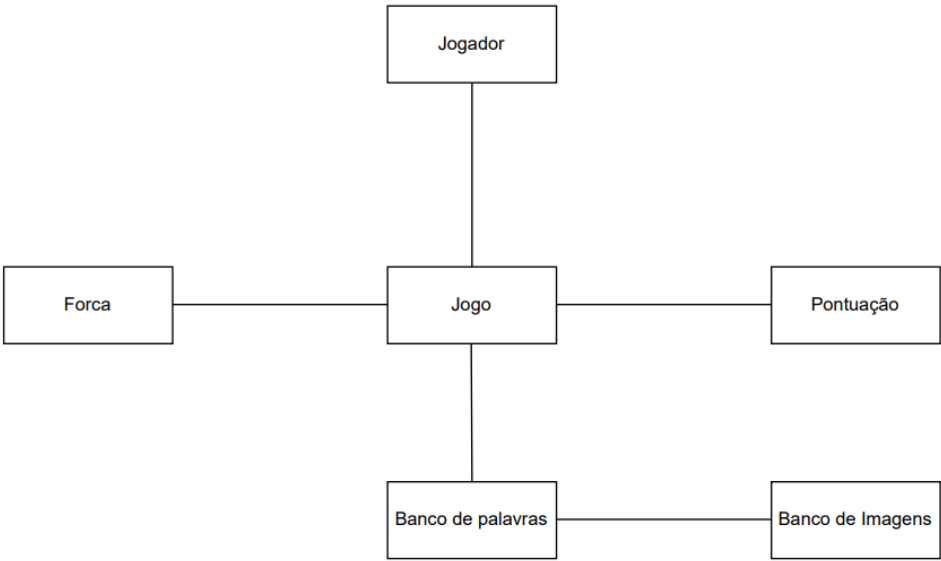 Jogador
Forca
Jogo
Pontuação
Banco de palavras
Banco de Imagens